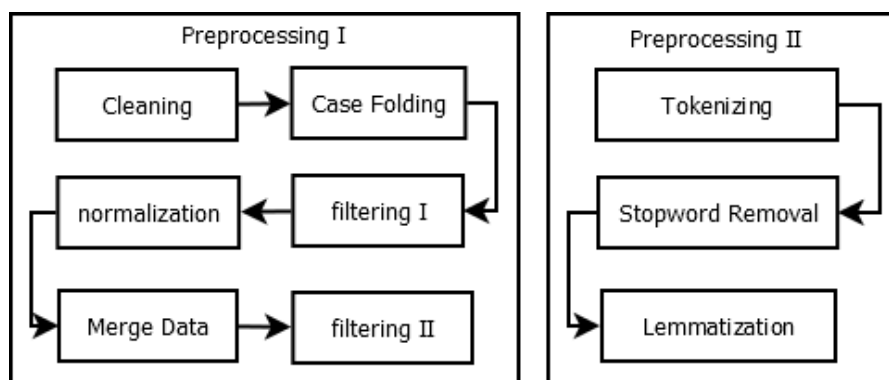 Preprocessing I
Cleaning
Case Folding
filtering I
normalization
Merge Data
filtering II
Preprocessing II
Tokenizing
Stopword Removal
Lemmatization